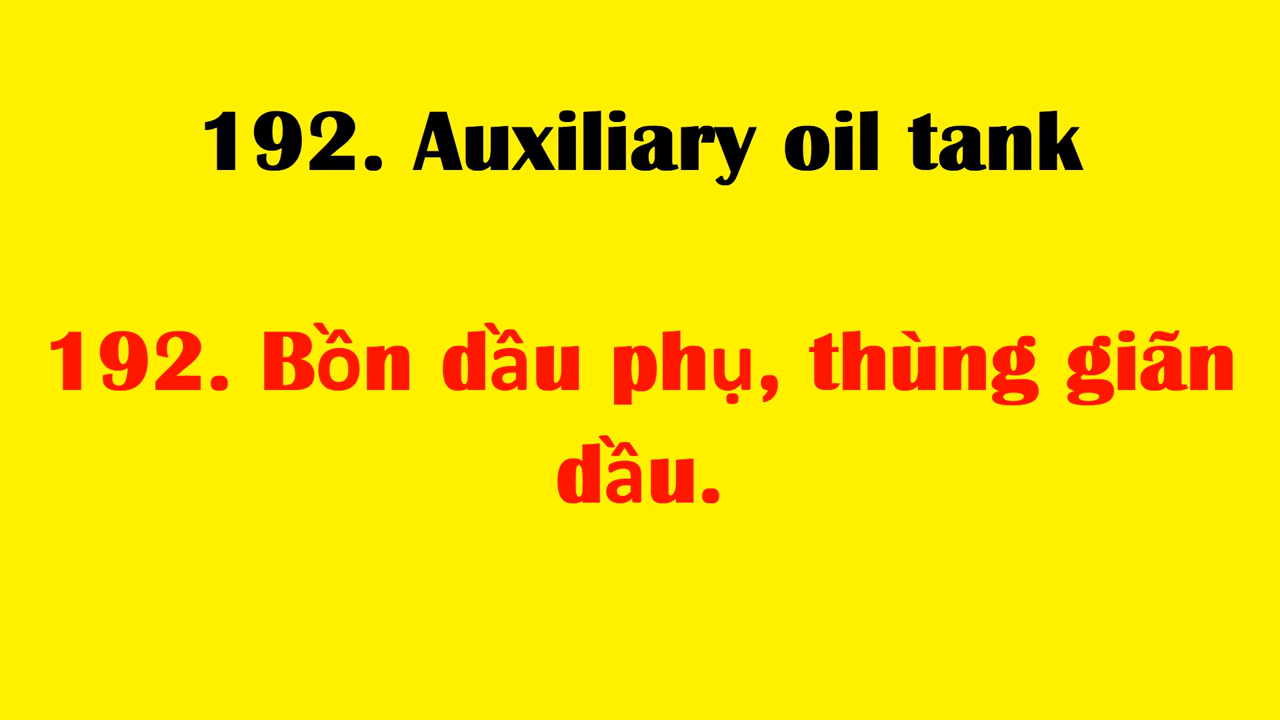 192. Auxiliary oil tank
192. Bồn dầu phụ, thùng giãn
dầu.